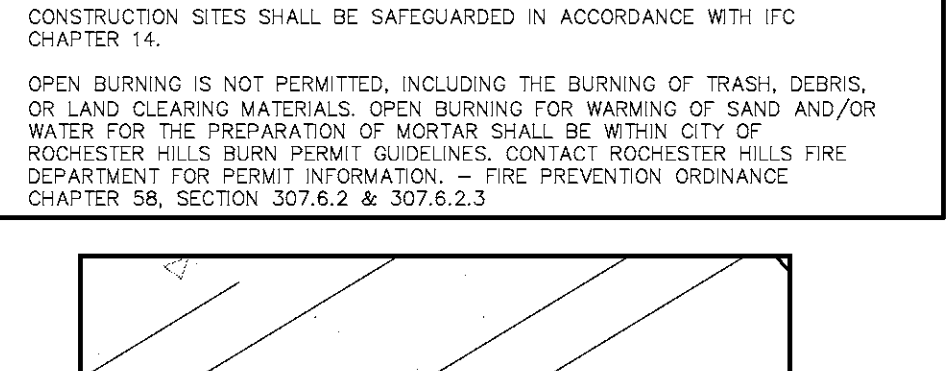 CONSTRUCTION SITES SHALL BE SAFEGUARDED IN ACCORDANCE WITH IFC
CHAPTER 14.
OPEN BURNING IS NOT PERMITTED, INCLUDING THE BURNING OF TRASH, DEBRIS,
OR LAND CLEARING MATERIALS. OPEN BURNING FOR WARMING OF SAND AND/OR
WATER FOR THE PREPARATION OF MORTAR SHALL BE WITHIN CITY OF
ROCHESTER HILLS BURN PERMIT GUIDELINES. CONTACT ROCHESTER HILLS FIRE
DEPARTMENT FOR PERMIT INFORMATION. – FIRE PREVENTION ORDINANCE
CHAPTER 58, SECTION 307.6.2 & 307.6.2.3